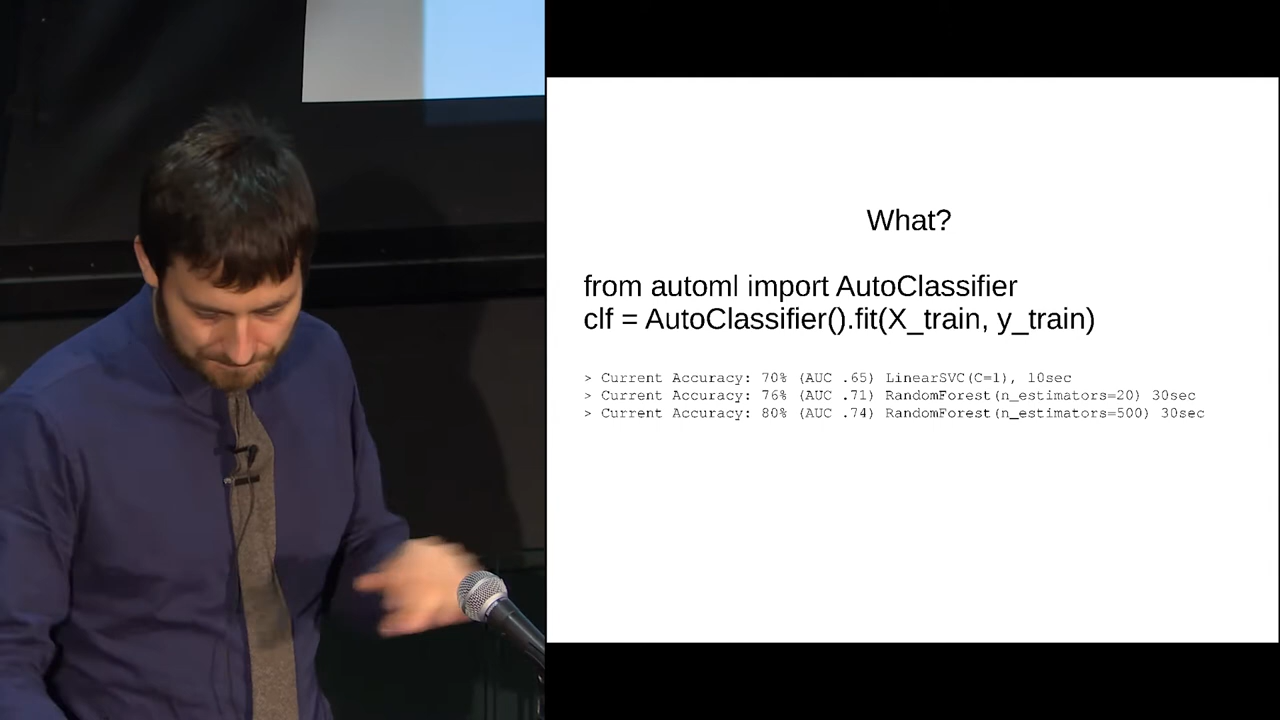 What?
from automl import AutoClassifier
clf = AutoClassifier().fit(X_train, y_train)
> Current Accuracy: 70% (AUC .65) LinearSVC(C=1), 10sec
> Current Accuracy: 76% (AUC .71) RandomForest(n_estimators=20) 30sec
> Current Accuracy: 80% (AUC .74) RandomForest(n_estimators=500) 30sec